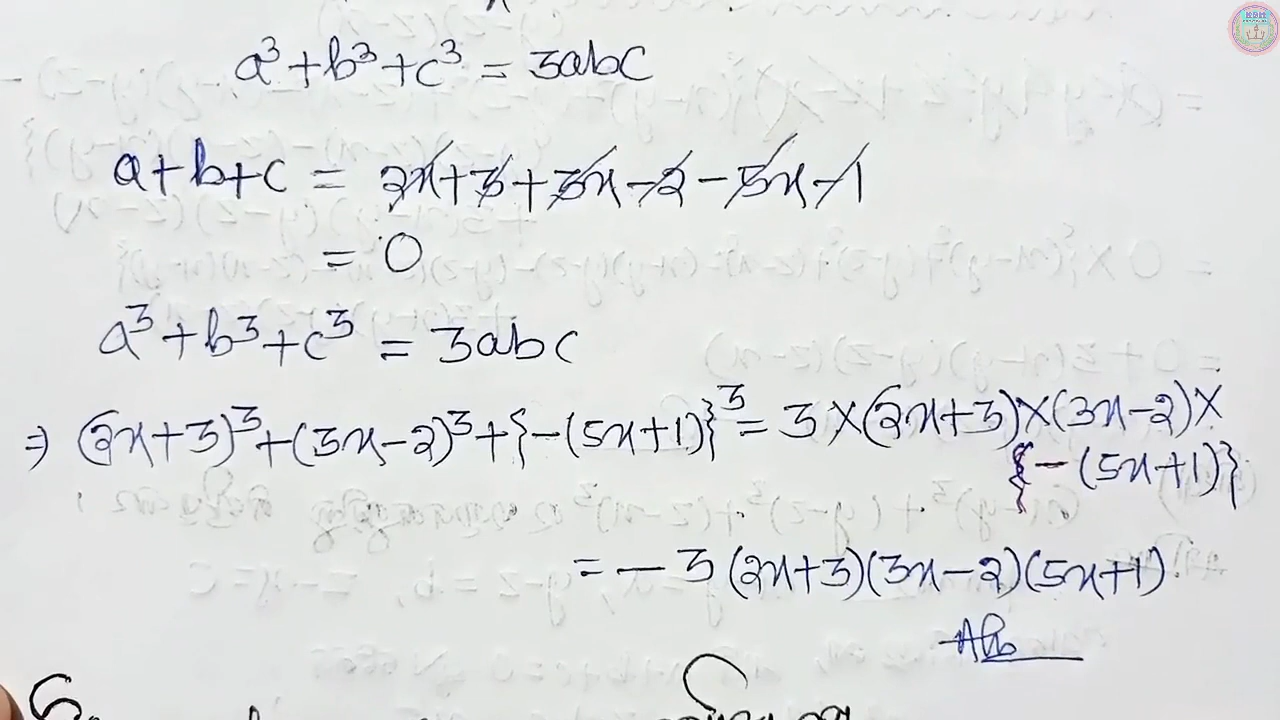 a³ + b³ + c³ = 3abc
a + b + c = 2x + 3 + 3x - 2 - 5x - 1
= 0
a³ + b³ + c³ = 3abc
⇒ (2x+3)³ + (3x-2)³ + {-(5x+1)}³ = 3 × (2x+3) × (3x-2) ×
{-(5x+1)}
= -3 (2x+3)(3x-2)(5x+1)
Ans